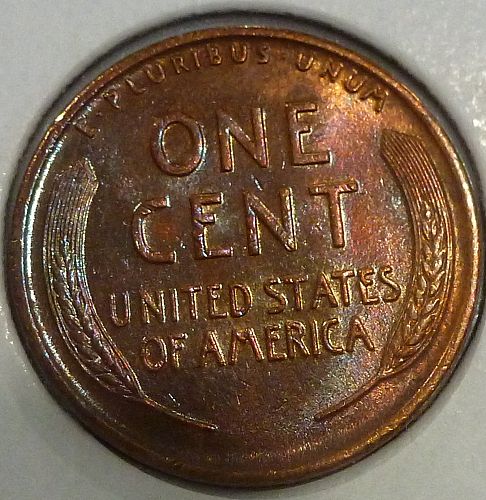 E · PLURIBUS · UNUM
ONE
CENT
UNITED STATES
OF AMERICA